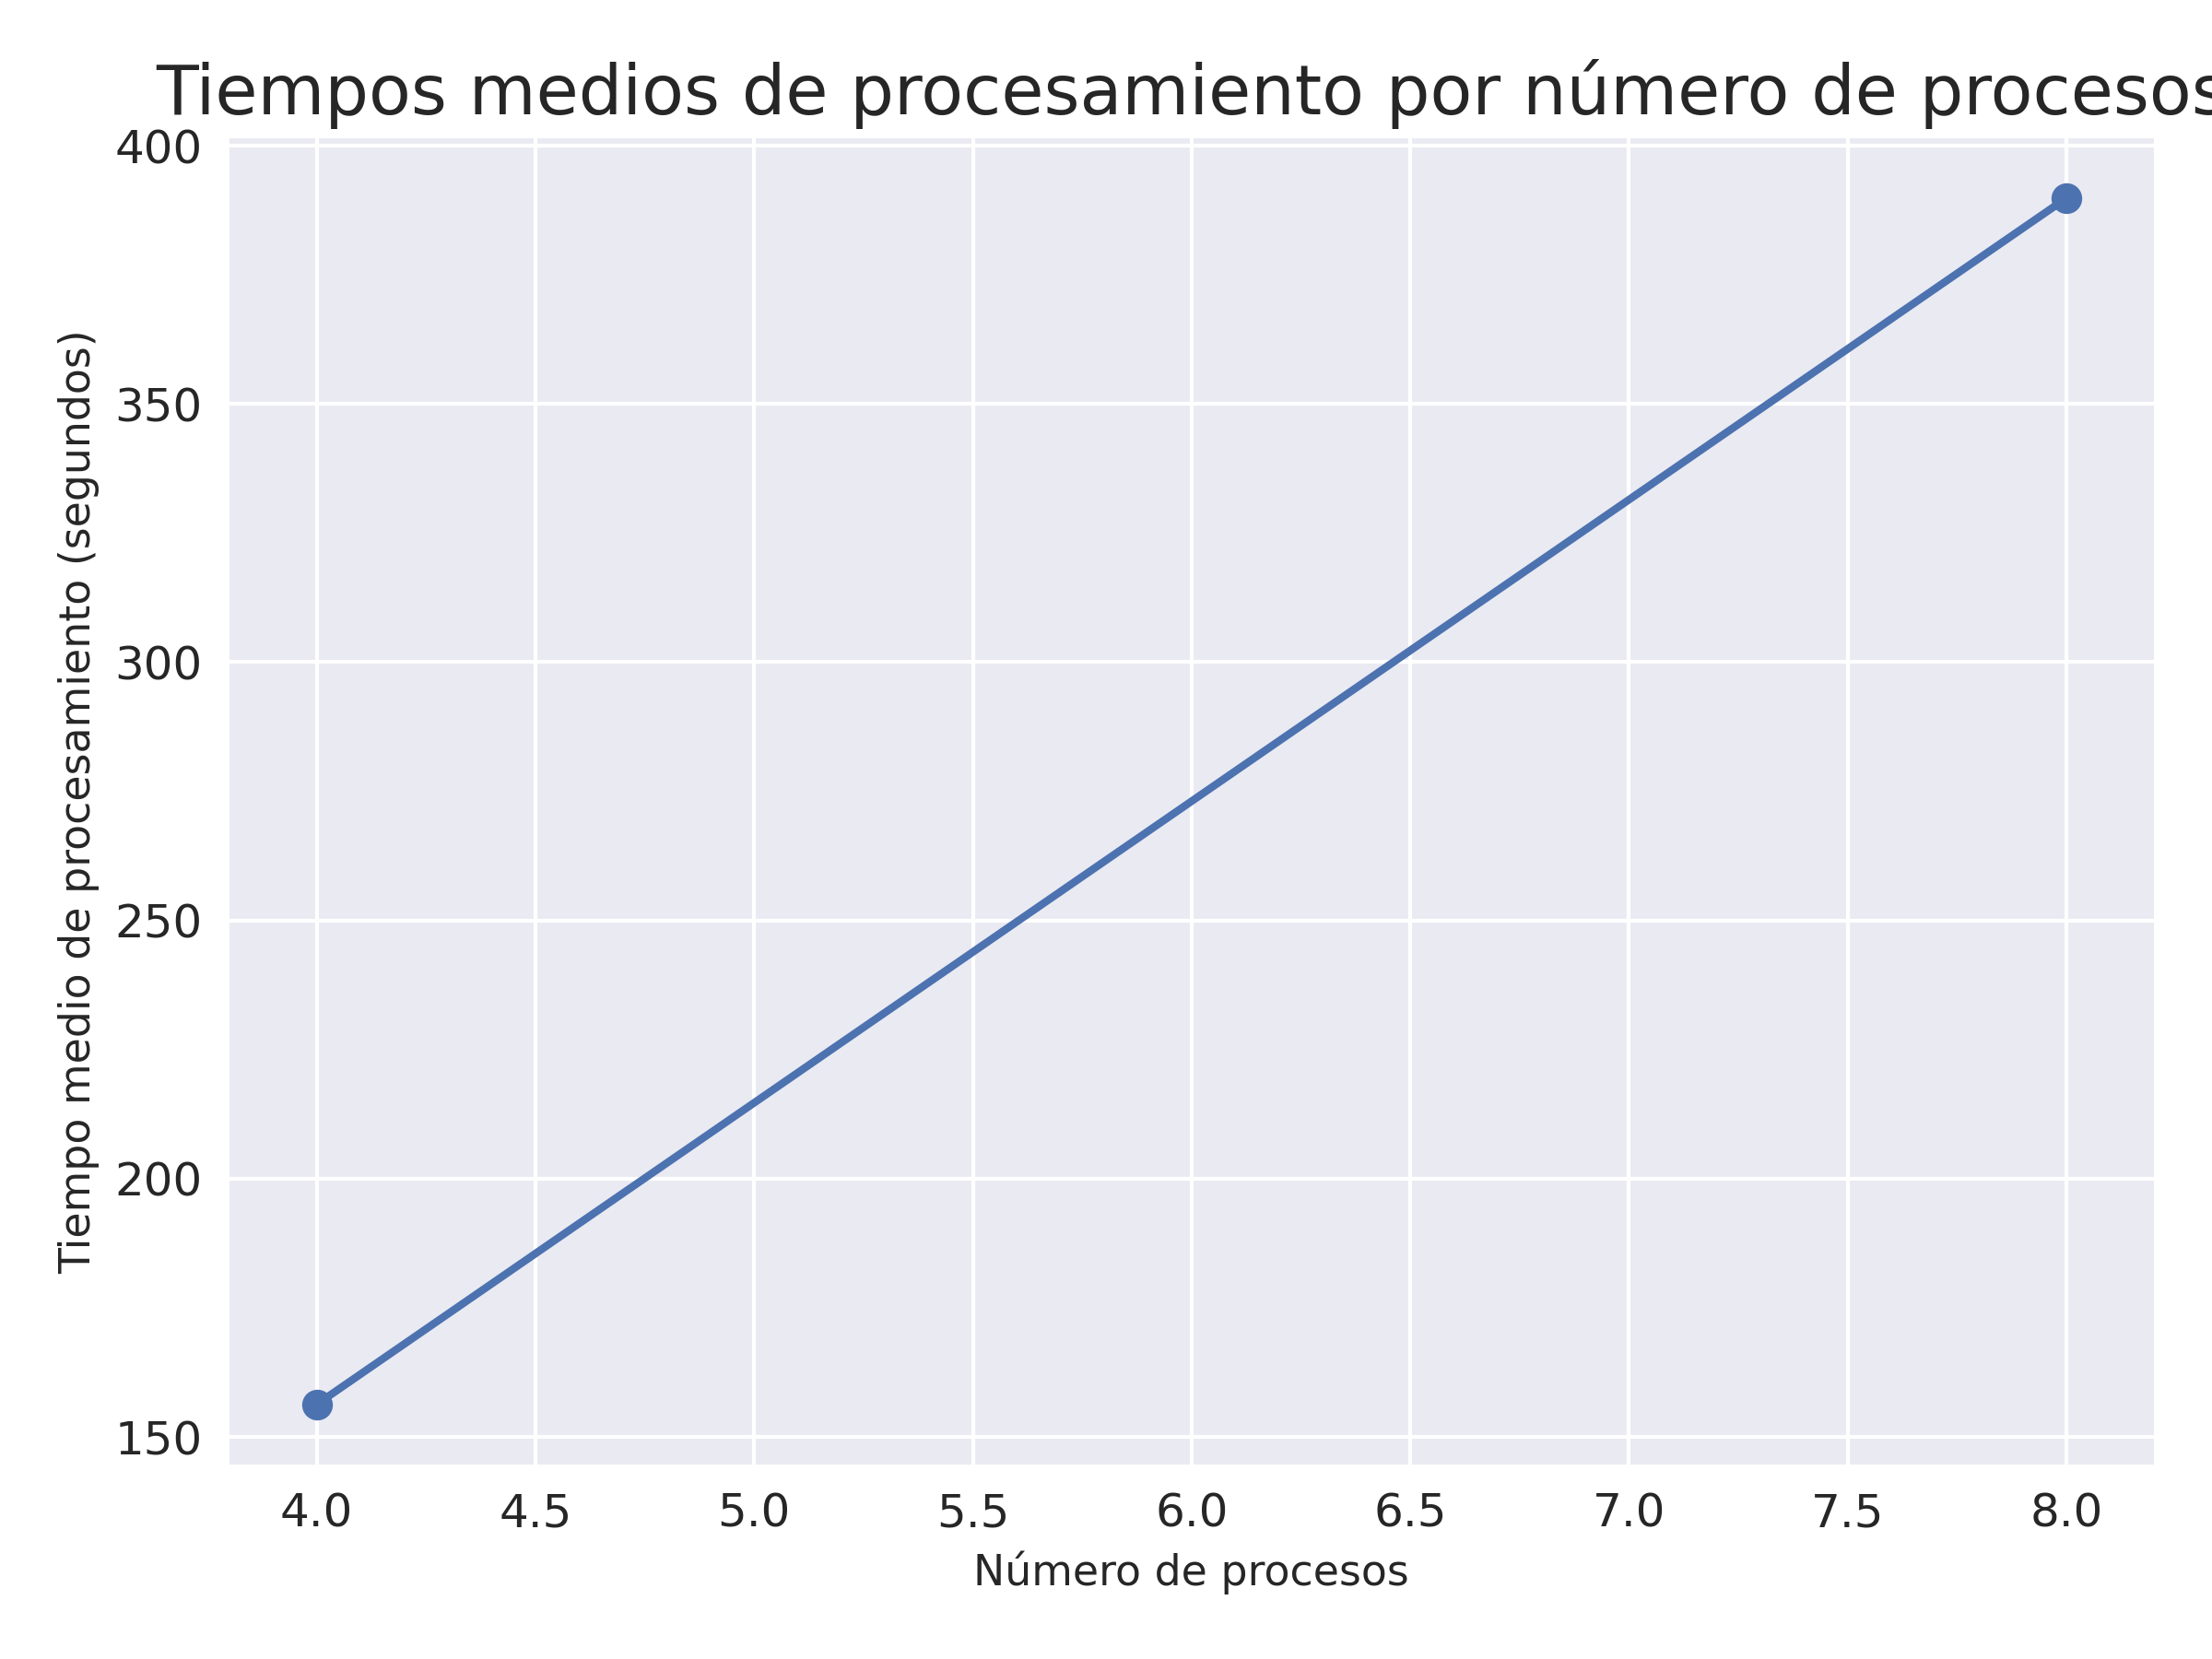 Tiempos medios de procesamiento por número de procesos
400
350
300
250
200
150
Tiempo medio de procesamiento (segundos)
4.0 4.5 5.0 5.5 6.0 6.5 7.0 7.5 8.0
Número de procesos